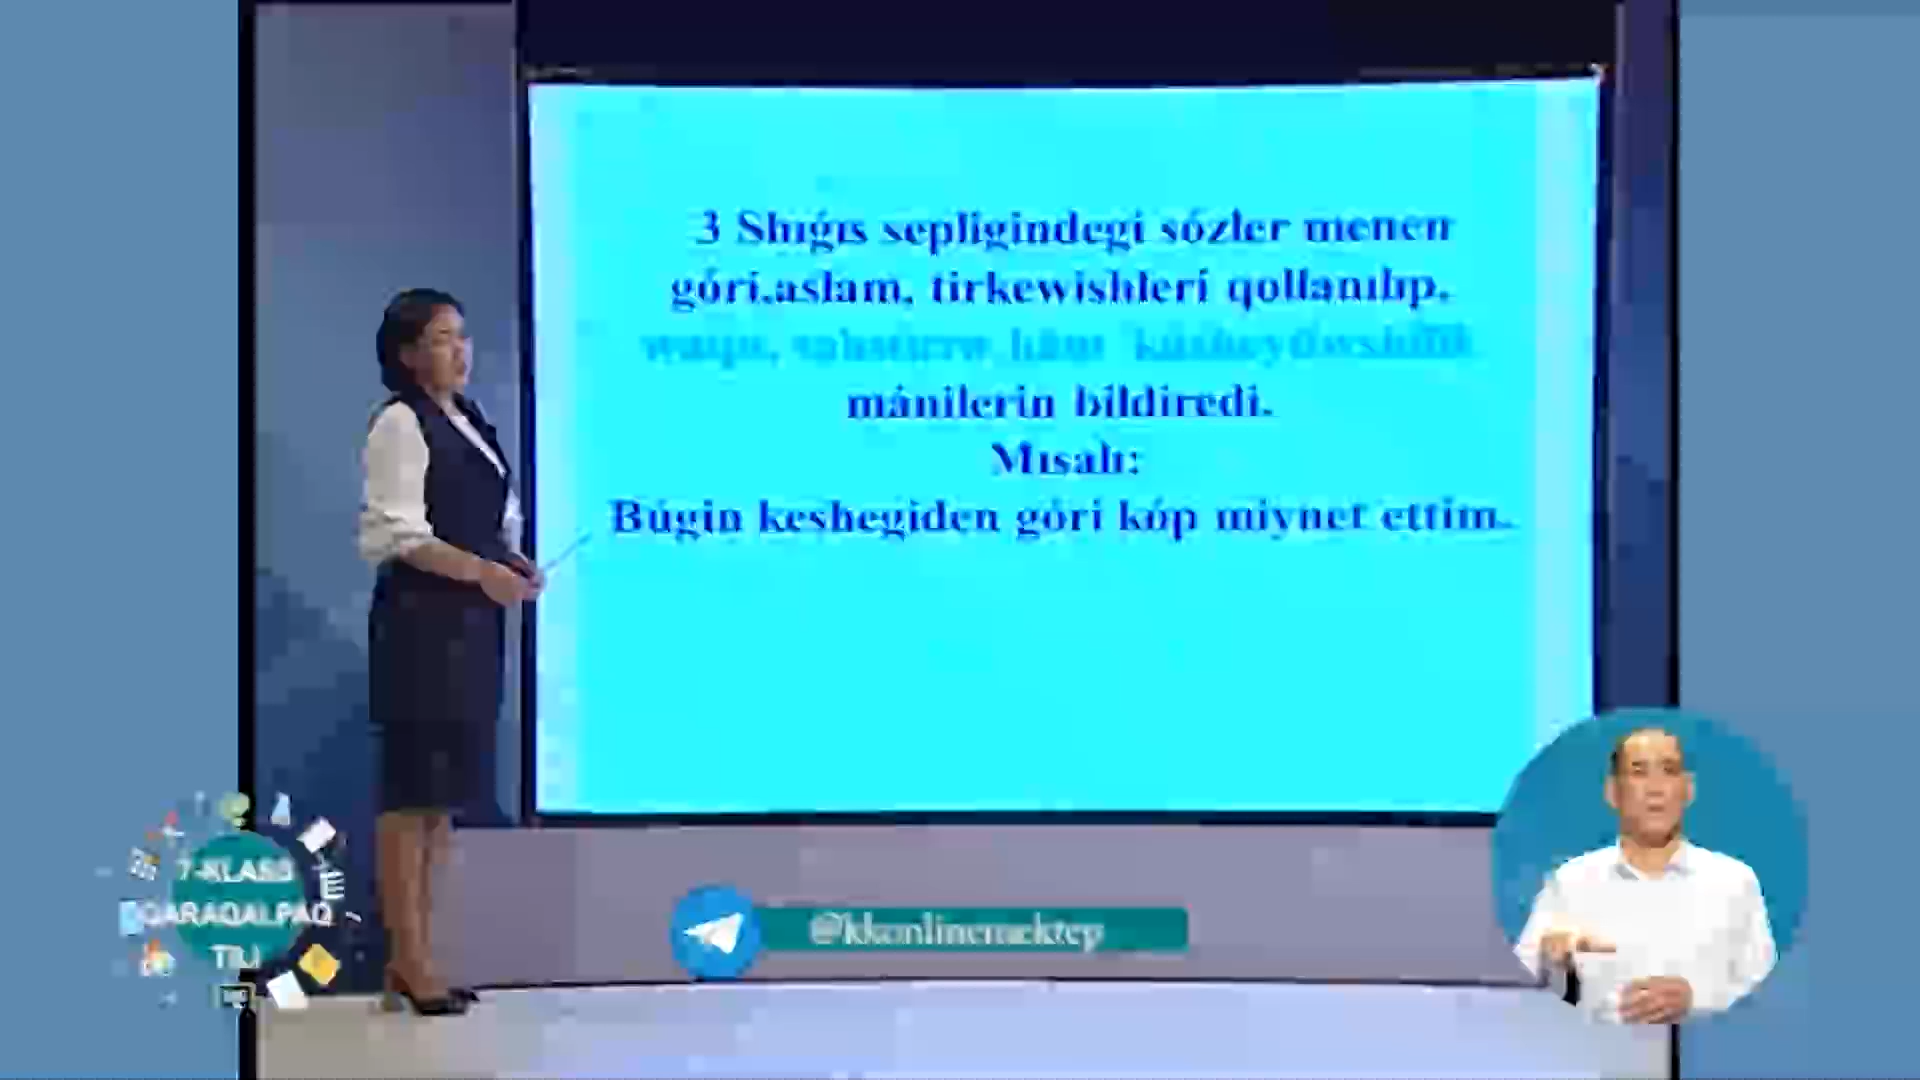 3 Shıǵıs sepligindegi sózler menen
góri.aslam, tirkewishleri qollanılıp,
mánilerin bildiredi.
Mısalı:
Búgin keshegiden góri kóp miynet ettim.
7-KLASS
QARAQALPAQ
TILI
@kkonlinemektep